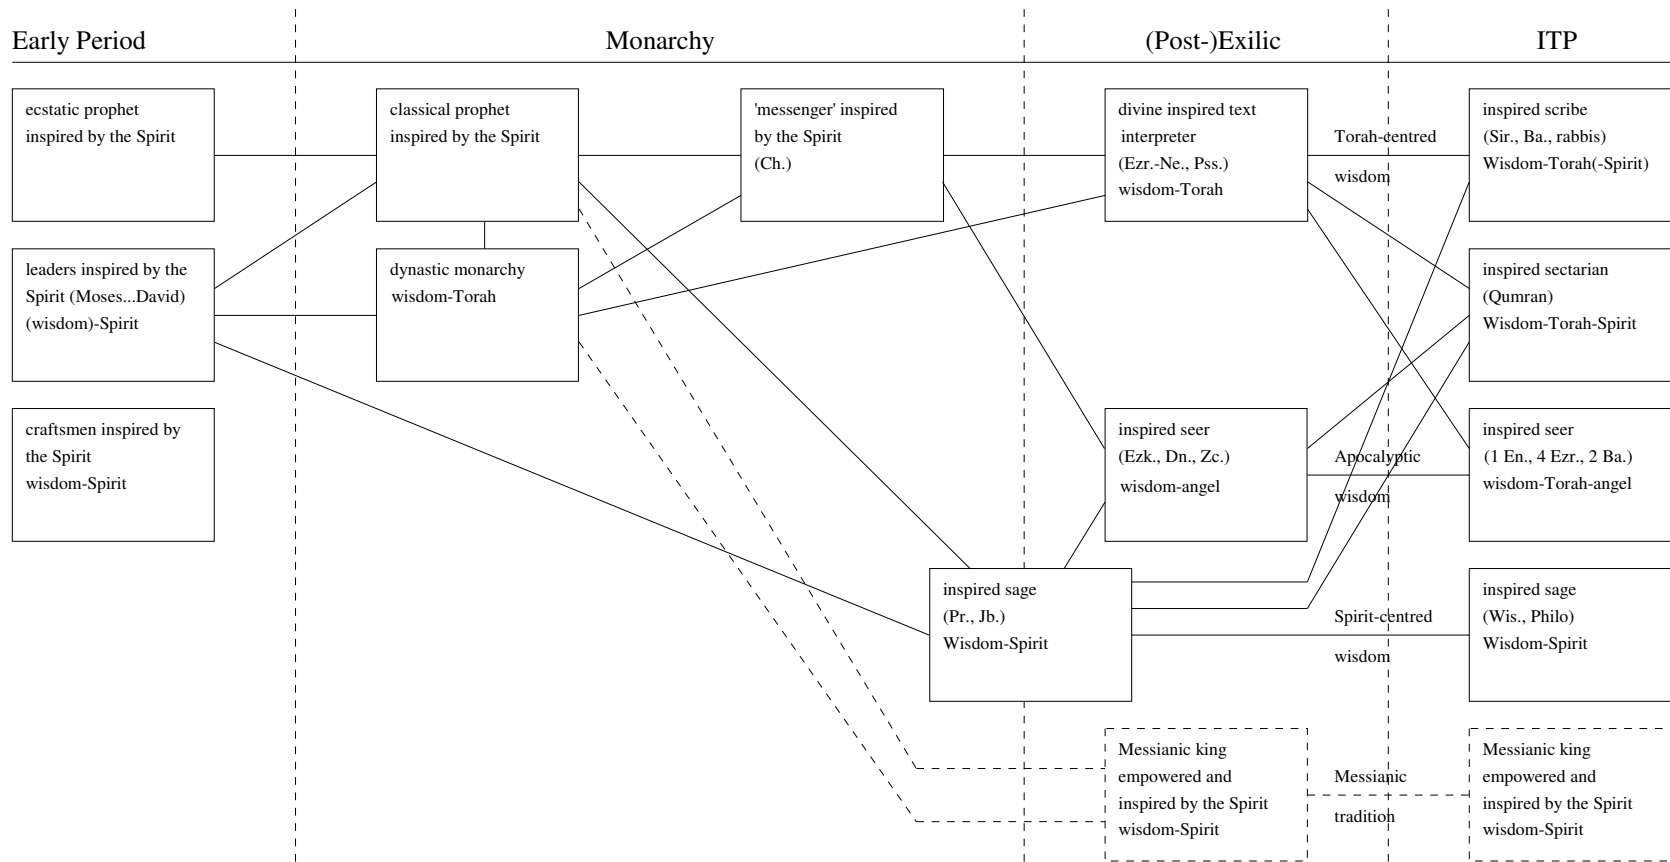 Early Period
Monarchy
(Post-)Exilic
ITP
ecstatic prophet
inspired by the Spirit
classical prophet
inspired by the Spirit
'messenger' inspired
by the Spirit
(Ch.)
divine inspired text
interpreter
(Ezr.-Ne., Pss.)
wisdom-Torah
Torah-centred
wisdom
inspired scribe
(Sir., Ba., rabbis)
Wisdom-Torah(-Spirit)
leaders inspired by the
Spirit (Moses...David)
(wisdom)-Spirit
dynastic monarchy
wisdom-Torah
inspired sectarian
(Qumran)
Wisdom-Torah-Spirit
craftsmen inspired by
the Spirit
wisdom-Spirit
inspired seer
(Ezk., Dn., Zc.)
wisdom-angel
Apocalyptic
wisdom
inspired seer
(1 En., 4 Ezr., 2 Ba.)
wisdom-Torah-angel
inspired sage
(Pr., Jb.)
Wisdom-Spirit
Spirit-centred
wisdom
inspired sage
(Wis., Philo)
Wisdom-Spirit
Messianic king
empowered and
inspired by the Spirit
wisdom-Spirit
Messianic
tradition
Messianic king
empowered and
inspired by the Spirit
wisdom-Spirit